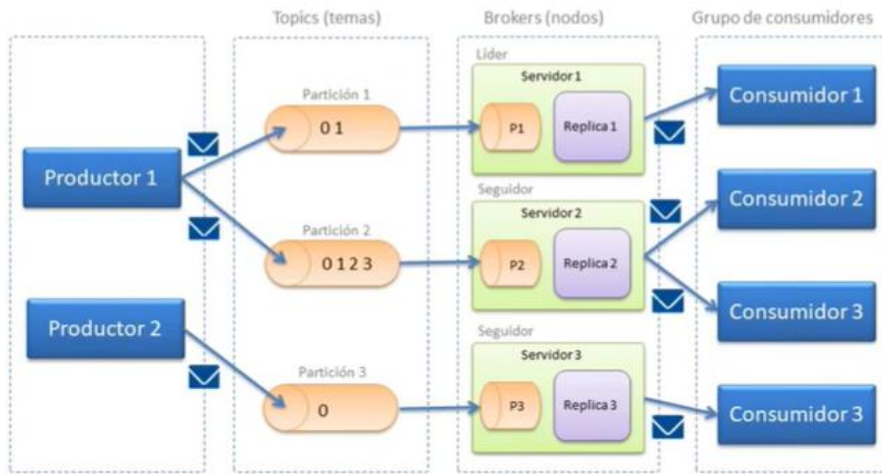 Topics (temas)
Brokers (nodos)
Grupo de consumidores
Productor 1
Productor 2
Partición 1
0 1
Partición 2
0 1 2 3
Partición 3
0
Líder
Servidor 1
P1
Replica 1
Seguidor
Servidor 2
P2
Replica 2
Seguidor
Servidor 3
P3
Replica 3
Consumidor 1
Consumidor 2
Consumidor 3
Consumidor 3